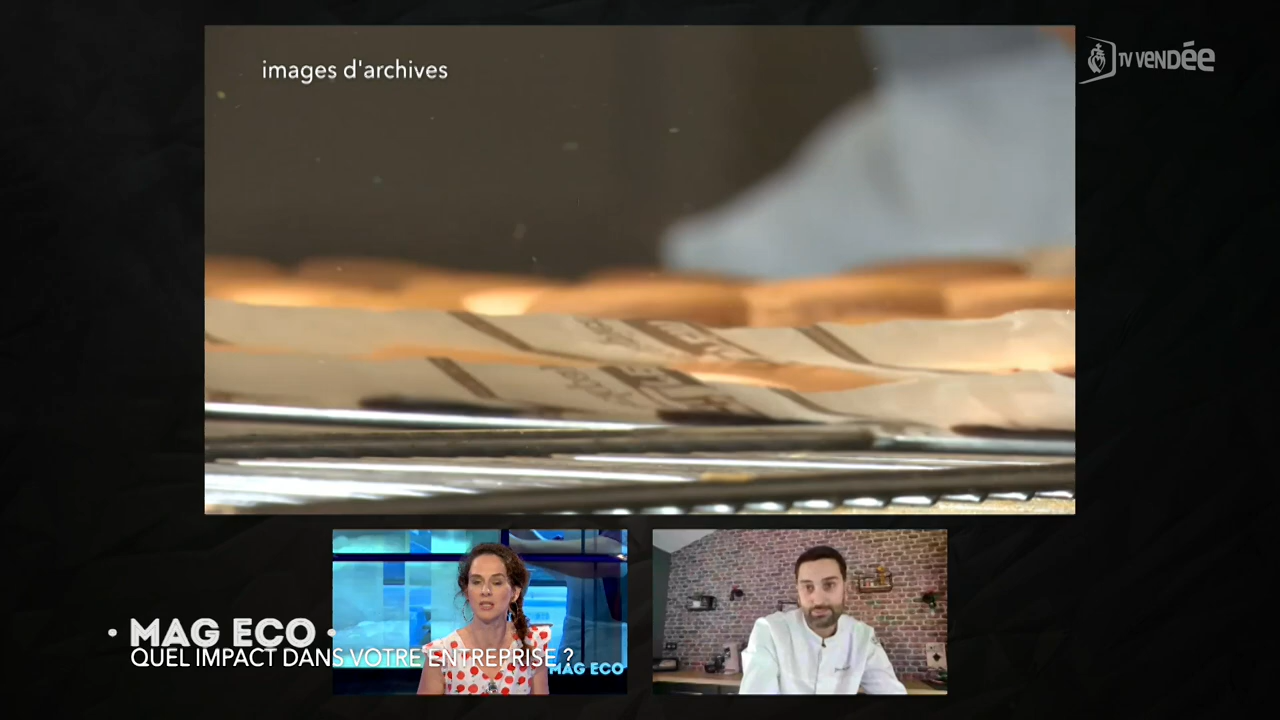 images d'archives
TV VENDÉE
• MAG ECO •
QUEL IMPACT DANS VOTRE ENTREPRISE ?
MAG ECO